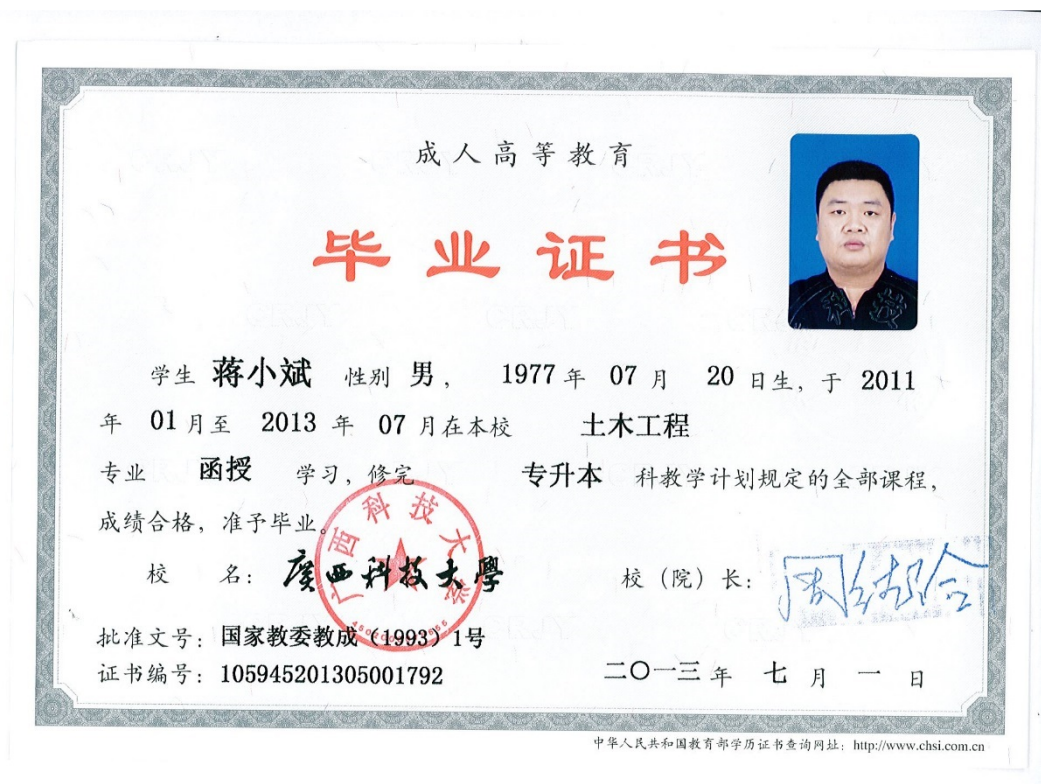 成人高等教育
毕业证书
学生 蒋小斌 性别 男， 1977 年 07 月 20 日生，于 2011
年 01 月至 2013 年 07 月在本校 土木工程
专业 函授 学习，修完 专升本 科教学计划规定的全部课程，
成绩合格，准予毕业。
校 名：广西科技大學
校（院）长：
批准文号：国家教委教成（1993）1号
证书编号：105945201305001792
二〇一三年 七 月 一 日
广西科技大学
中华人民共和国教育部学历证书查询网址：http://www.chsi.com.cn